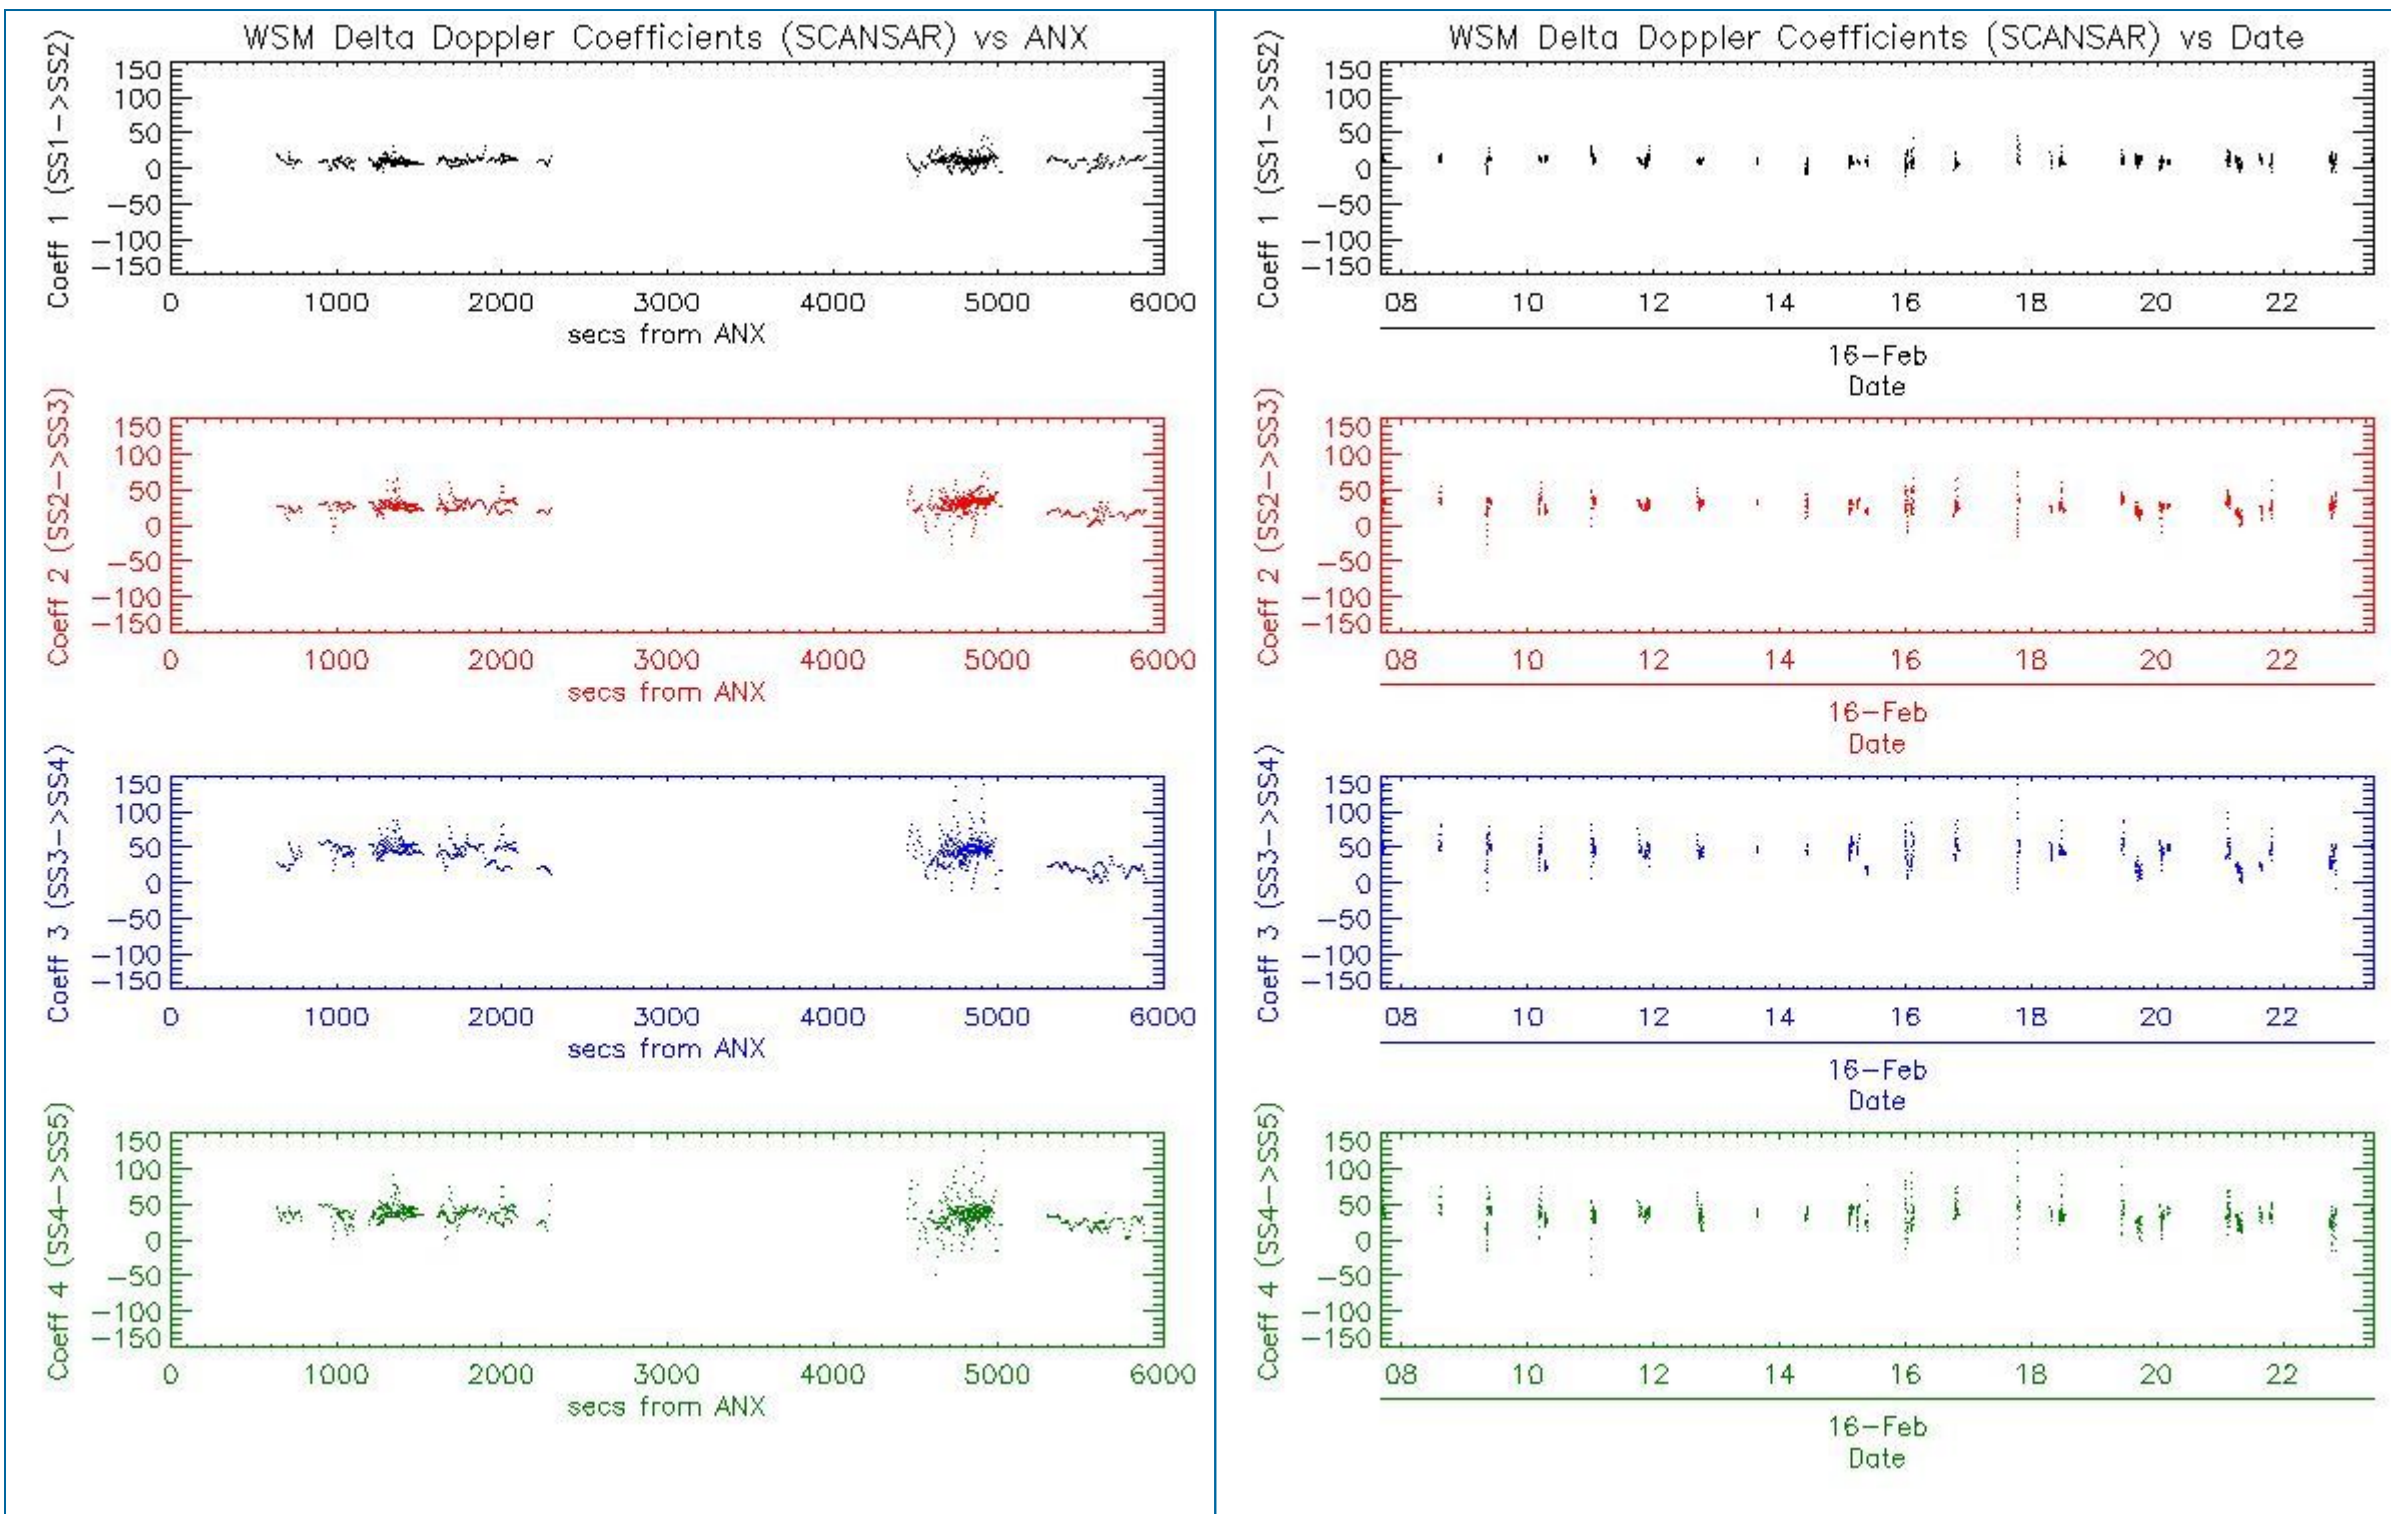 WSM Delta Doppler Coefficients (SCANSAR) vs ANX
Coeff 1 (SS1->SS2)
150
100
50
0
-50
-100
-150
0 1000 2000 3000 4000 5000 6000
secs from ANX
Coeff 2 (SS2->SS3)
150
100
50
0
-50
-100
-150
0 1000 2000 3000 4000 5000 6000
secs from ANX
Coeff 3 (SS3->SS4)
150
100
50
0
-50
-100
-150
0 1000 2000 3000 4000 5000 6000
secs from ANX
Coeff 4 (SS4->SS5)
150
100
50
0
-50
-100
-150
0 1000 2000 3000 4000 5000 6000
secs from ANX
WSM Delta Doppler Coefficients (SCANSAR) vs Date
Coeff 1 (SS1->SS2)
150
100
50
0
-50
-100
-150
08 10 12 14 16 18 20 22
16-Feb
Date
Coeff 2 (SS2->SS3)
150
100
50
0
-50
-100
-150
08 10 12 14 16 18 20 22
16-Feb
Date
Coeff 3 (SS3->SS4)
150
100
50
0
-50
-100
-150
08 10 12 14 16 18 20 22
16-Feb
Date
Coeff 4 (SS4->SS5)
150
100
50
0
-50
-100
-150
08 10 12 14 16 18 20 22
16-Feb
Date